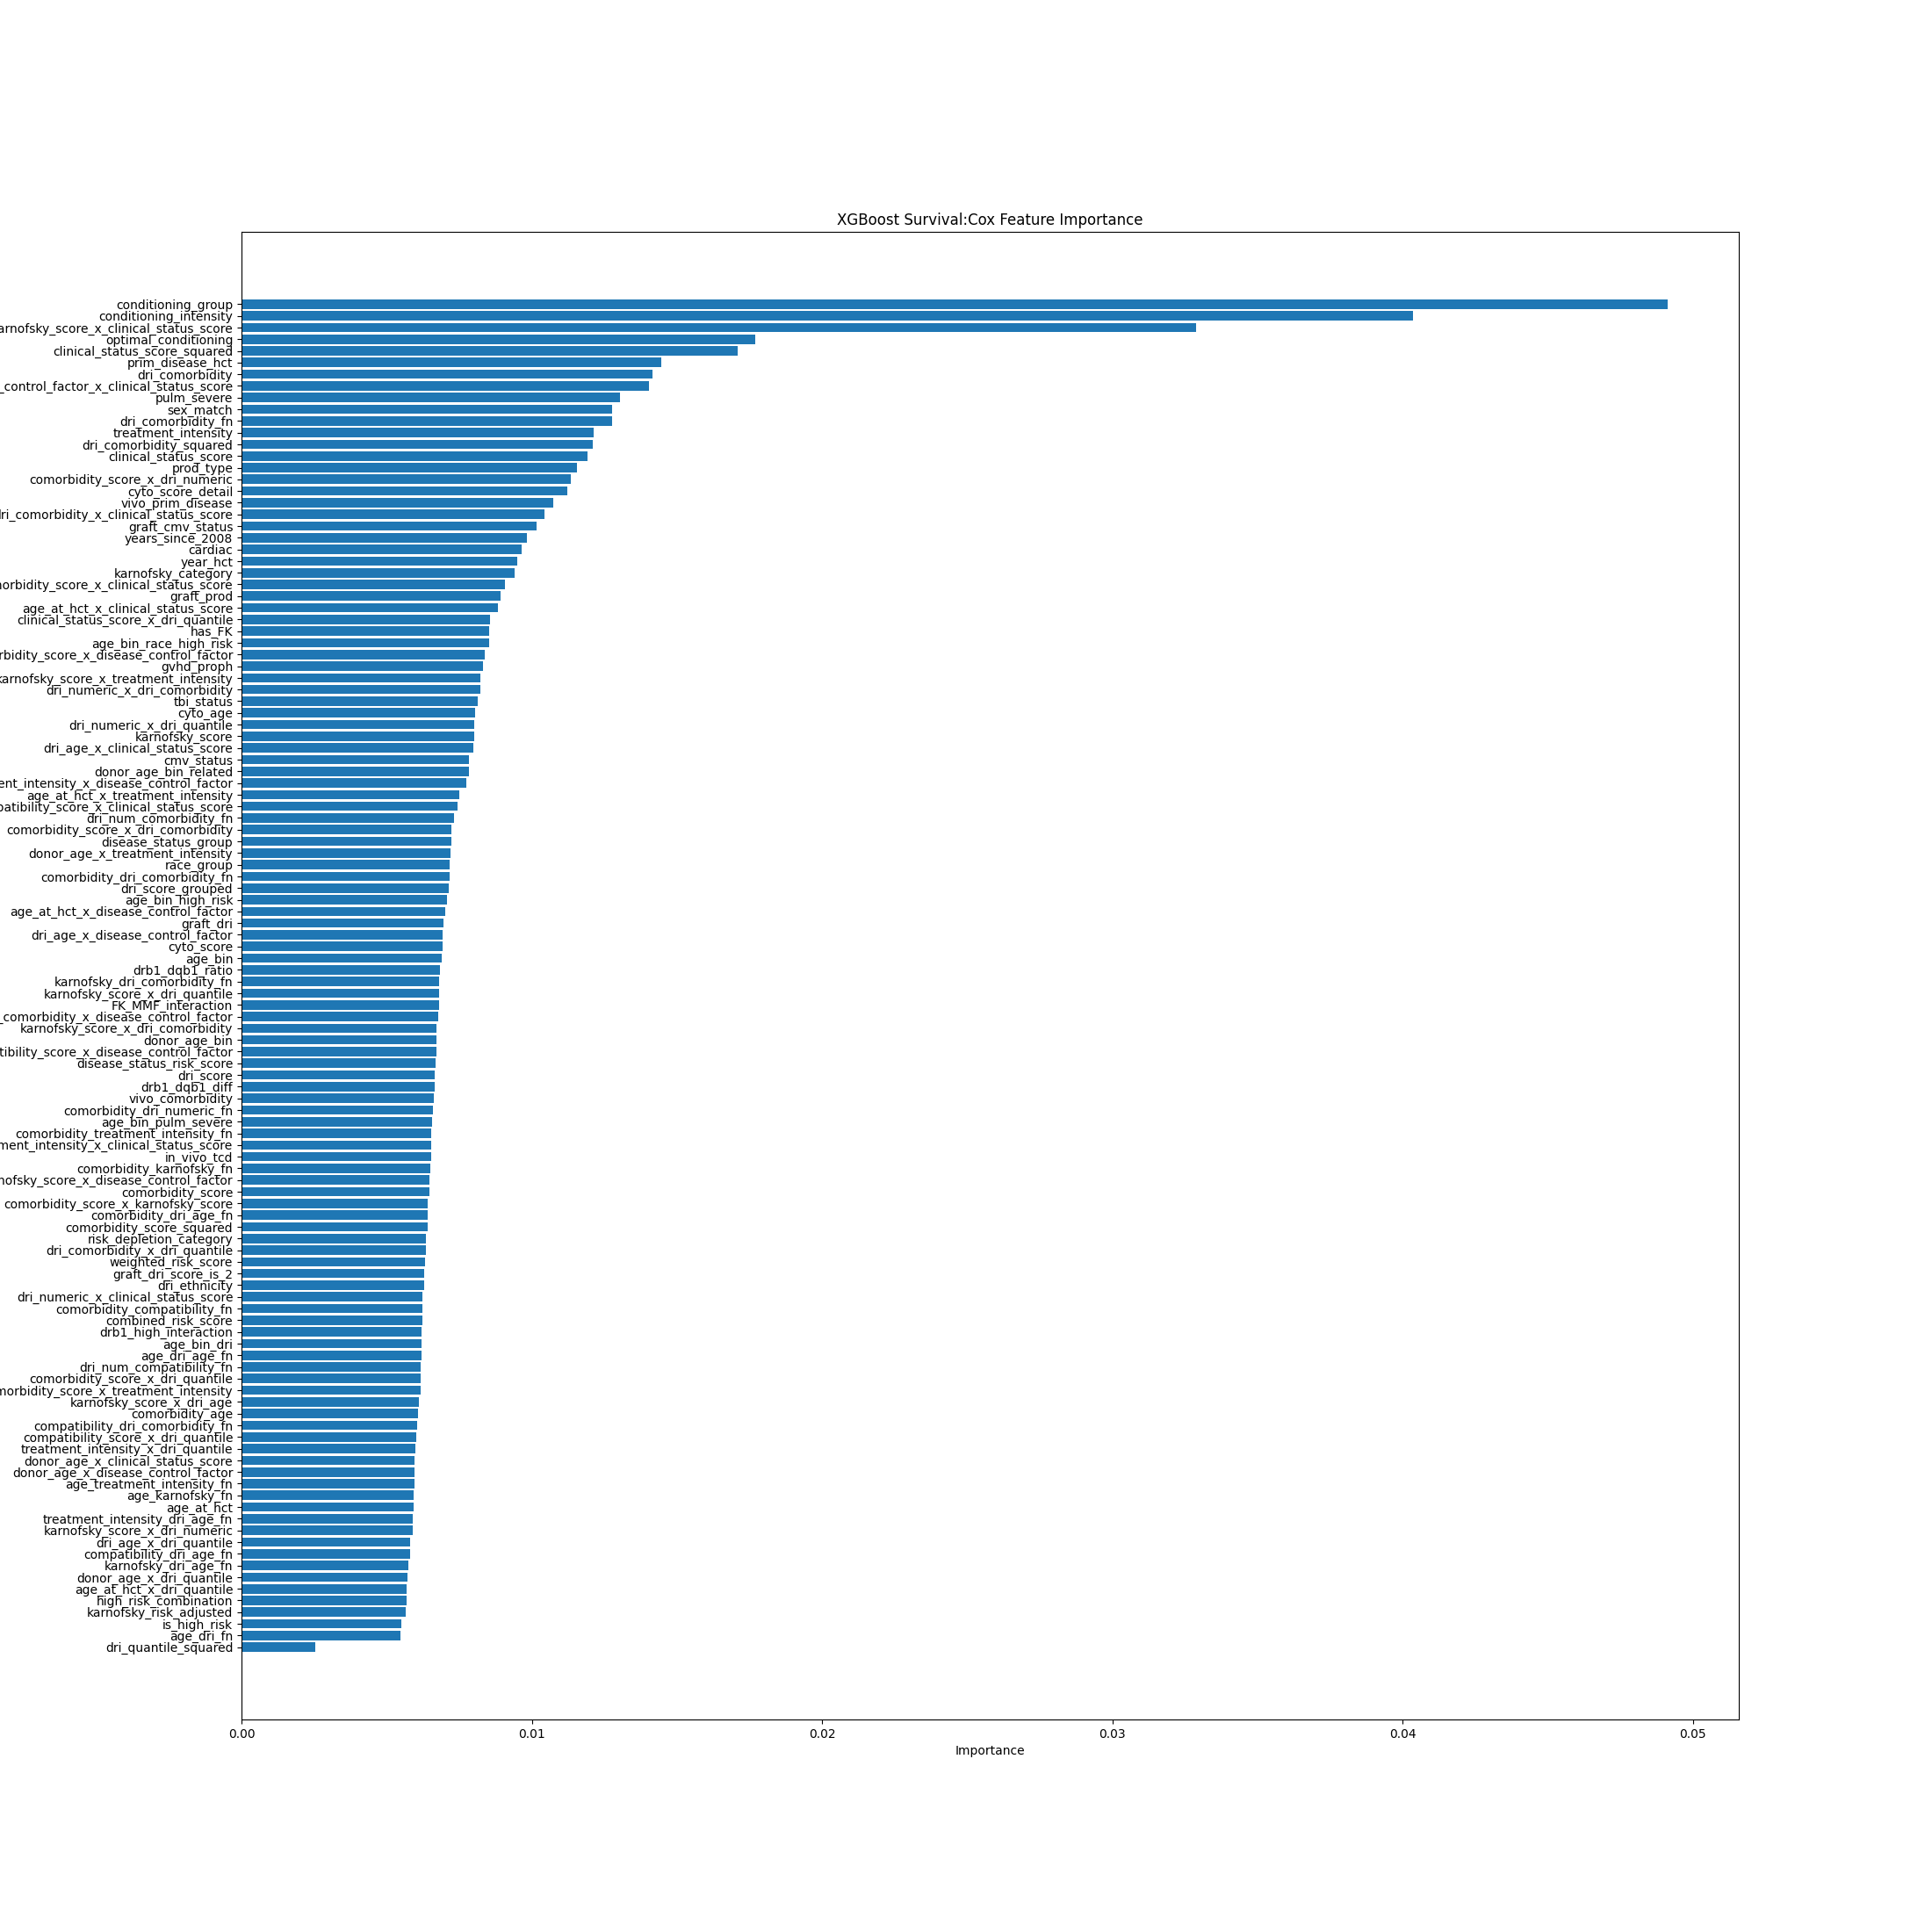 XGBoost Survival:Cox Feature Importance
conditioning_group
conditioning_intensity
arnofsky_score_x_clinical_status_score
optimal_conditioning
clinical_status_score_squared
prim_disease_hct
dri_comorbidity
_control_factor_x_clinical_status_score
pulm_severe
sex_match
dri_comorbidity_fn
treatment_intensity
dri_comorbidity_squared
clinical_status_score
prod_type
comorbidity_score_x_dri_numeric
cyto_score_detail
vivo_prim_disease
dri_comorbidity_x_clinical_status_score
graft_cmv_status
years_since_2008
cardiac
year_hct
karnofsky_category
orbidity_score_x_clinical_status_score
graft_prod
age_at_hct_x_clinical_status_score
clinical_status_score_x_dri_quantile
has_FK
age_bin_race_high_risk
rbidity_score_x_disease_control_factor
gvhd_proph
karnofsky_score_x_treatment_intensity
dri_numeric_x_dri_comorbidity
tbi_status
cyto_age
dri_numeric_x_dri_quantile
karnofsky_score
dri_age_x_clinical_status_score
cmv_status
donor_age_bin_related
ent_intensity_x_disease_control_factor
age_at_hct_x_treatment_intensity
patibility_score_x_clinical_status_score
dri_num_comorbidity_fn
comorbidity_score_x_dri_comorbidity
disease_status_group
donor_age_x_treatment_intensity
race_group
comorbidity_dri_comorbidity_fn
dri_score_grouped
age_bin_high_risk
age_at_hct_x_disease_control_factor
graft_dri
dri_age_x_disease_control_factor
cyto_score
age_bin
drb1_dqb1_ratio
karnofsky_dri_comorbidity_fn
karnofsky_score_x_dri_quantile
FK_MMF_interaction
_comorbidity_x_disease_control_factor
karnofsky_score_x_dri_comorbidity
donor_age_bin
tibility_score_x_disease_control_factor
disease_status_risk_score
dri_score
drb1_dqb1_diff
vivo_comorbidity
comorbidity_dri_numeric_fn
age_bin_pulm_severe
comorbidity_treatment_intensity_fn
ment_intensity_x_clinical_status_score
in_vivo_tcd
comorbidity_karnofsky_fn
nofsky_score_x_disease_control_factor
comorbidity_score
comorbidity_score_x_karnofsky_score
comorbidity_dri_age_fn
comorbidity_score_squared
risk_depletion_category
dri_comorbidity_x_dri_quantile
weighted_risk_score
graft_dri_score_is_2
dri_ethnicity
dri_numeric_x_clinical_status_score
comorbidity_compatibility_fn
combined_risk_score
drb1_high_interaction
age_bin_dri
age_dri_age_fn
dri_num_compatibility_fn
comorbidity_score_x_dri_quantile
morbidity_score_x_treatment_intensity
karnofsky_score_x_dri_age
comorbidity_age
compatibility_dri_comorbidity_fn
compatibility_score_x_dri_quantile
treatment_intensity_x_dri_quantile
donor_age_x_clinical_status_score
donor_age_x_disease_control_factor
age_treatment_intensity_fn
age_karnofsky_fn
age_at_hct
treatment_intensity_dri_age_fn
karnofsky_score_x_dri_numeric
dri_age_x_dri_quantile
compatibility_dri_age_fn
karnofsky_dri_age_fn
donor_age_x_dri_quantile
age_at_hct_x_dri_quantile
high_risk_combination
karnofsky_risk_adjusted
is_high_risk
age_dri_fn
dri_quantile_squared
0.00 0.01 0.02 0.03 0.04 0.05
Importance